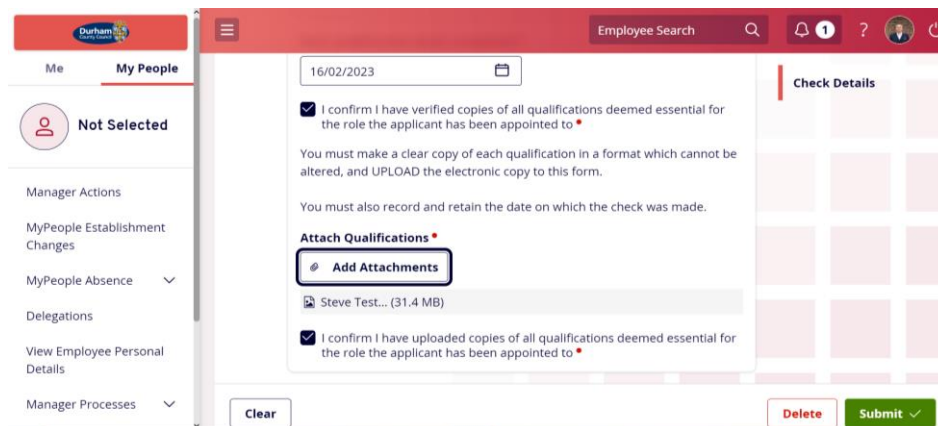 Durham
County Council
Employee Search
1
?
Me
My People
Not Selected
Manager Actions
MyPeople Establishment
Changes
MyPeople Absence
Delegations
View Employee Personal
Details
Manager Processes
16/02/2023
I confirm I have verified copies of all qualifications deemed essential for
the role the applicant has been appointed to •
You must make a clear copy of each qualification in a format which cannot be
altered, and UPLOAD the electronic copy to this form.
You must also record and retain the date on which the check was made.
Attach Qualifications •
Add Attachments
Steve Test... (31.4 MB)
I confirm I have uploaded copies of all qualifications deemed essential for
the role the applicant has been appointed to •
Check Details
Clear
Delete
Submit